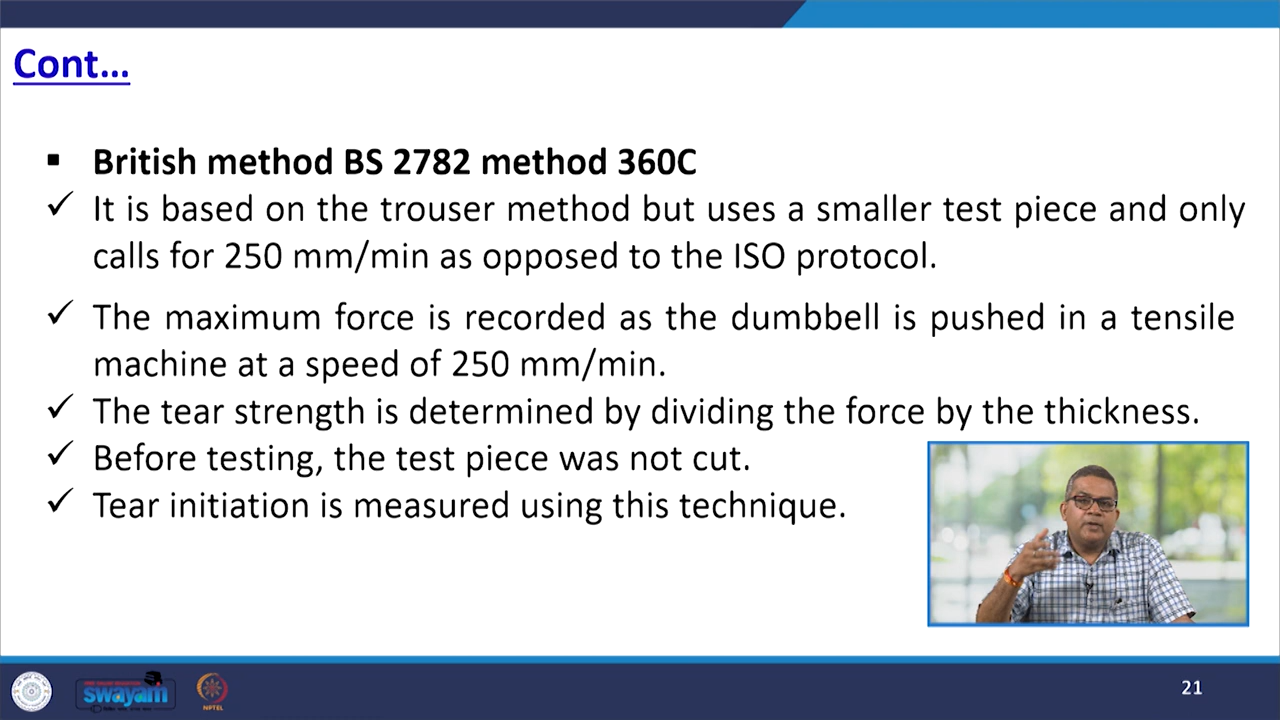 Cont…
▪ British method BS 2782 method 360C
✓ It is based on the trouser method but uses a smaller test piece and only
calls for 250 mm/min as opposed to the ISO protocol.
✓ The maximum force is recorded as the dumbbell is pushed in a tensile
machine at a speed of 250 mm/min.
✓ The tear strength is determined by dividing the force by the thickness.
✓ Before testing, the test piece was not cut.
✓ Tear initiation is measured using this technique.
swayam
NPTEL
21